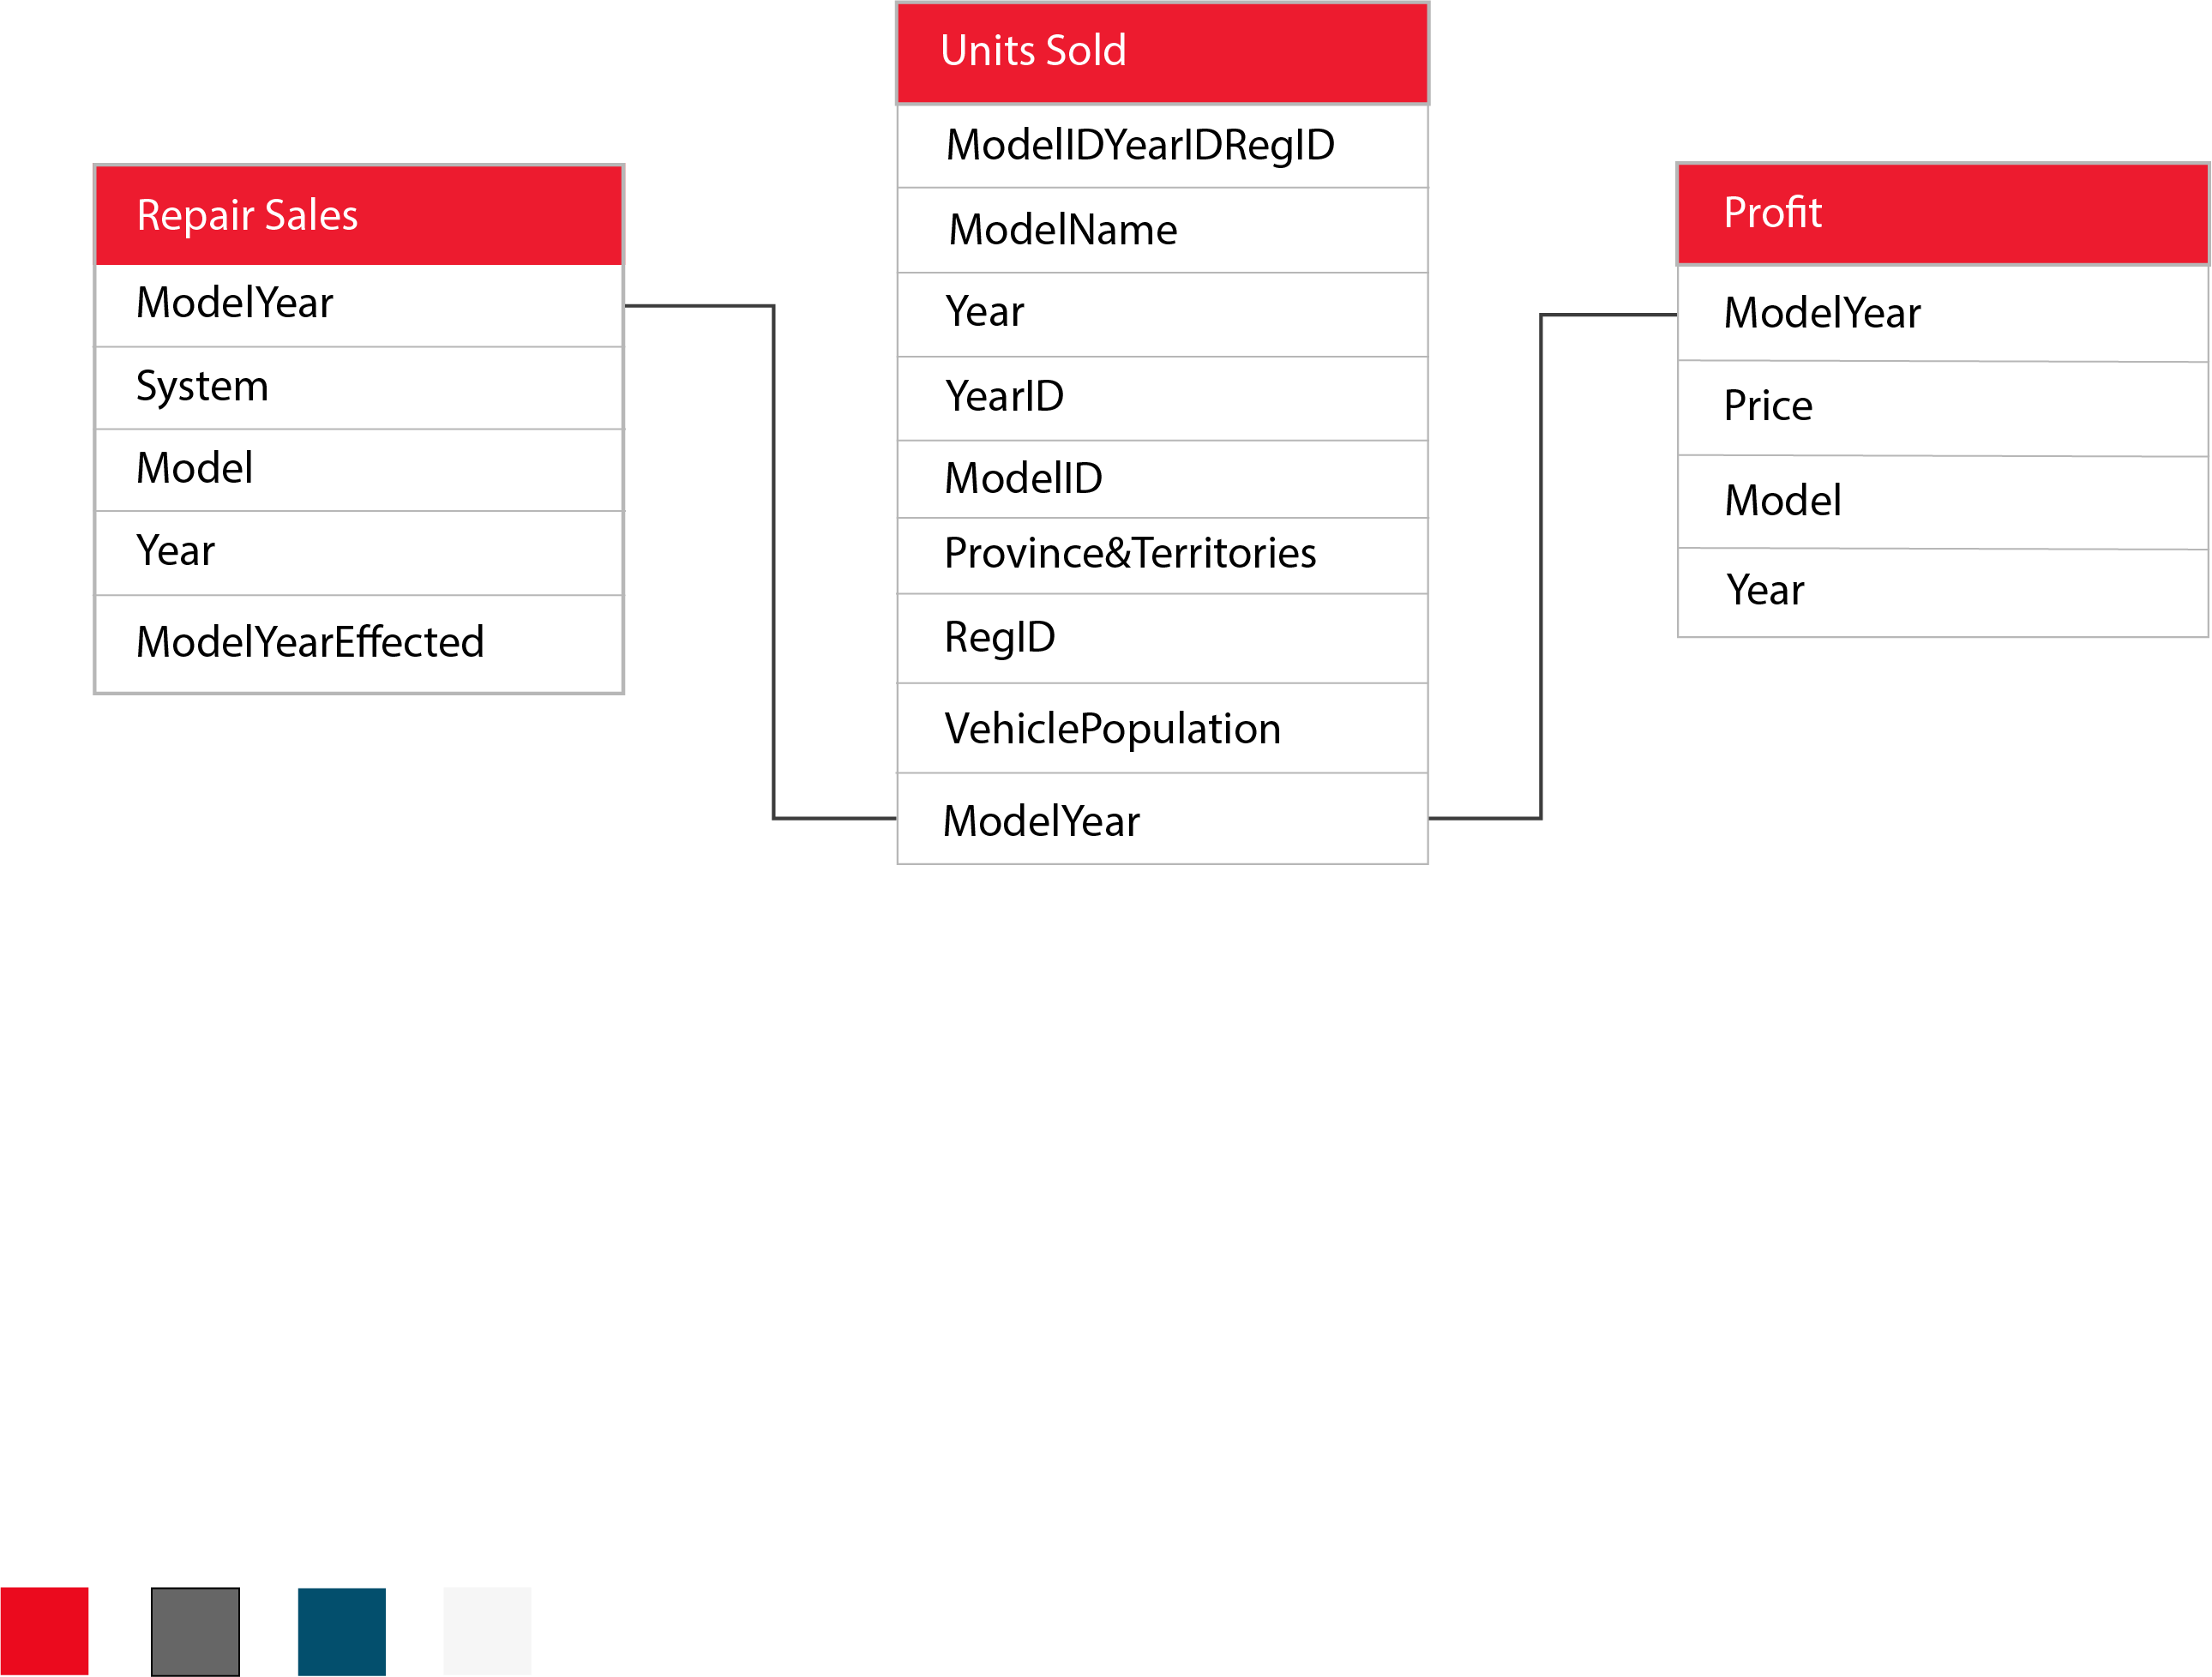 Repair Sales
ModelYear
System
Model
Year
ModelYearEffected
Units Sold
ModelIDYearIDRegID
ModelName
Year
YearID
ModelID
Province&Territories
RegID
VehiclePopulation
ModelYear
Profit
ModelYear
Price
Model
Year